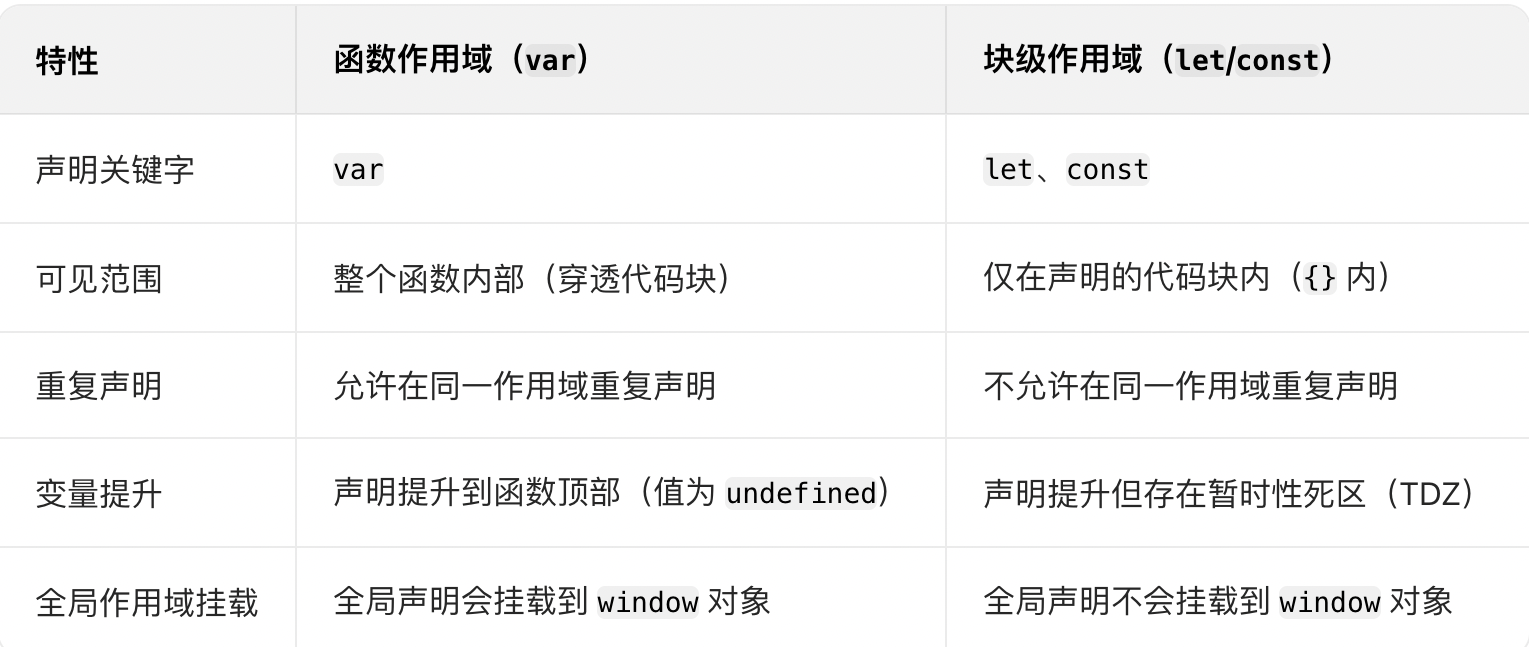 特性 函数作用域（var） 块级作用域（let/const）
声明关键字 var let、const
可见范围 整个函数内部（穿透代码块） 仅在声明的代码块内（{} 内）
重复声明 允许在同一作用域重复声明 不允许在同一作用域重复声明
变量提升 声明提升到函数顶部（值为 undefined） 声明提升但存在暂时性死区（TDZ）
全局作用域挂载 全局声明会挂载到 window 对象 全局声明不会挂载到 window 对象